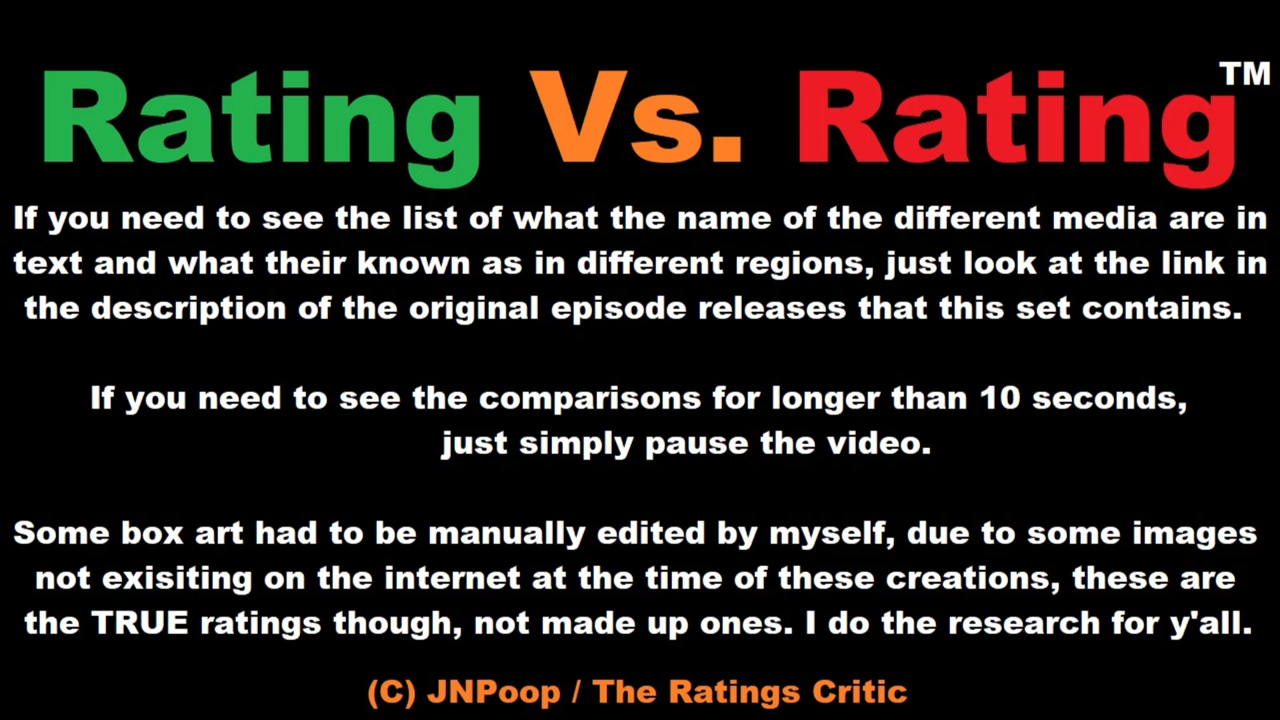 Rating Vs. Rating™
If you need to see the list of what the name of the different media are in
text and what their known as in different regions, just look at the link in
the description of the original episode releases that this set contains.
If you need to see the comparisons for longer than 10 seconds,
just simply pause the video.
Some box art had to be manually edited by myself, due to some images
not exisiting on the internet at the time of these creations, these are
the TRUE ratings though, not made up ones. I do the research for y'all.
(C) JNPoop / The Ratings Critic